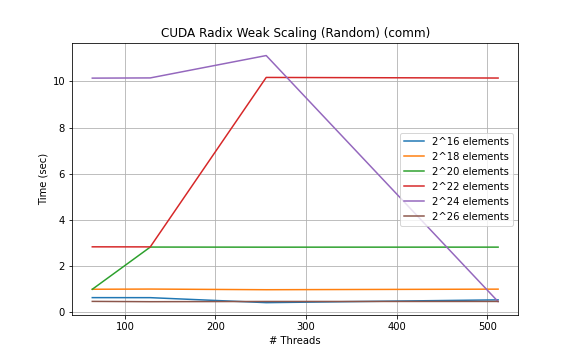 CUDA Radix Weak Scaling (Random) (comm)
Time (sec)
10
8
6
4
2
0
2^16 elements
2^18 elements
2^20 elements
2^22 elements
2^24 elements
2^26 elements
100
200
300
400
500
# Threads